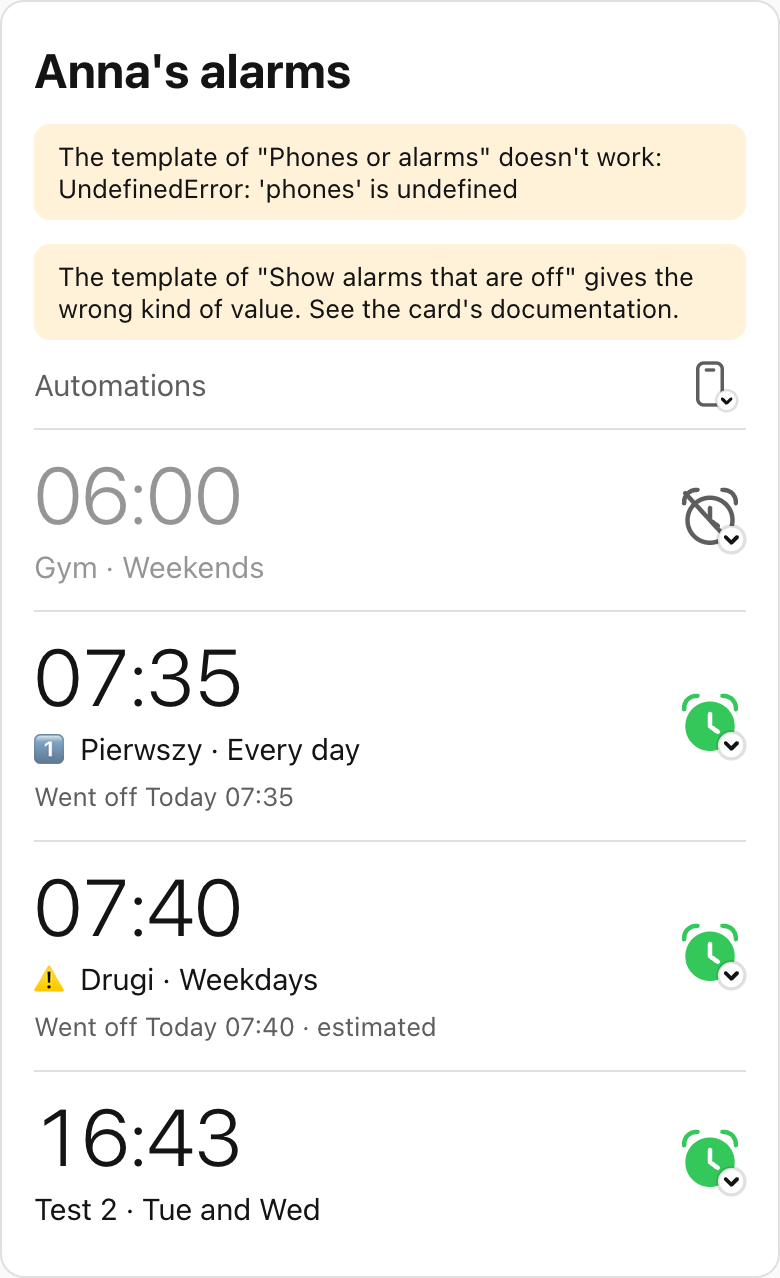 Anna's alarms
The template of "Phones or alarms" doesn't work:
UndefinedError: 'phones' is undefined
The template of "Show alarms that are off" gives the
wrong kind of value. See the card's documentation.
Automations
06:00
Gym · Weekends
07:35
1️⃣ Pierwszy · Every day
Went off Today 07:35
07:40
⚠️ Drugi · Weekdays
Went off Today 07:40 · estimated
16:43
Test 2 · Tue and Wed